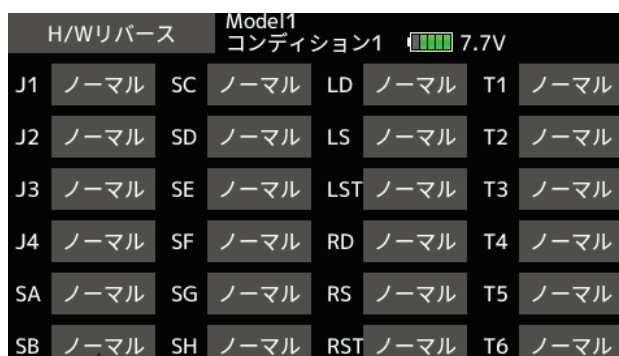 H/Wリバース Model1
コンディション1 7.7V
J1 ノーマル SC ノーマル LD ノーマル T1 ノーマル
J2 ノーマル SD ノーマル LS ノーマル T2 ノーマル
J3 ノーマル SE ノーマル LST ノーマル T3 ノーマル
J4 ノーマル SF ノーマル RD ノーマル T4 ノーマル
SA ノーマル SG ノーマル RS ノーマル T5 ノーマル
SB ノーマル SH ノーマル RST ノーマル T6 ノーマル